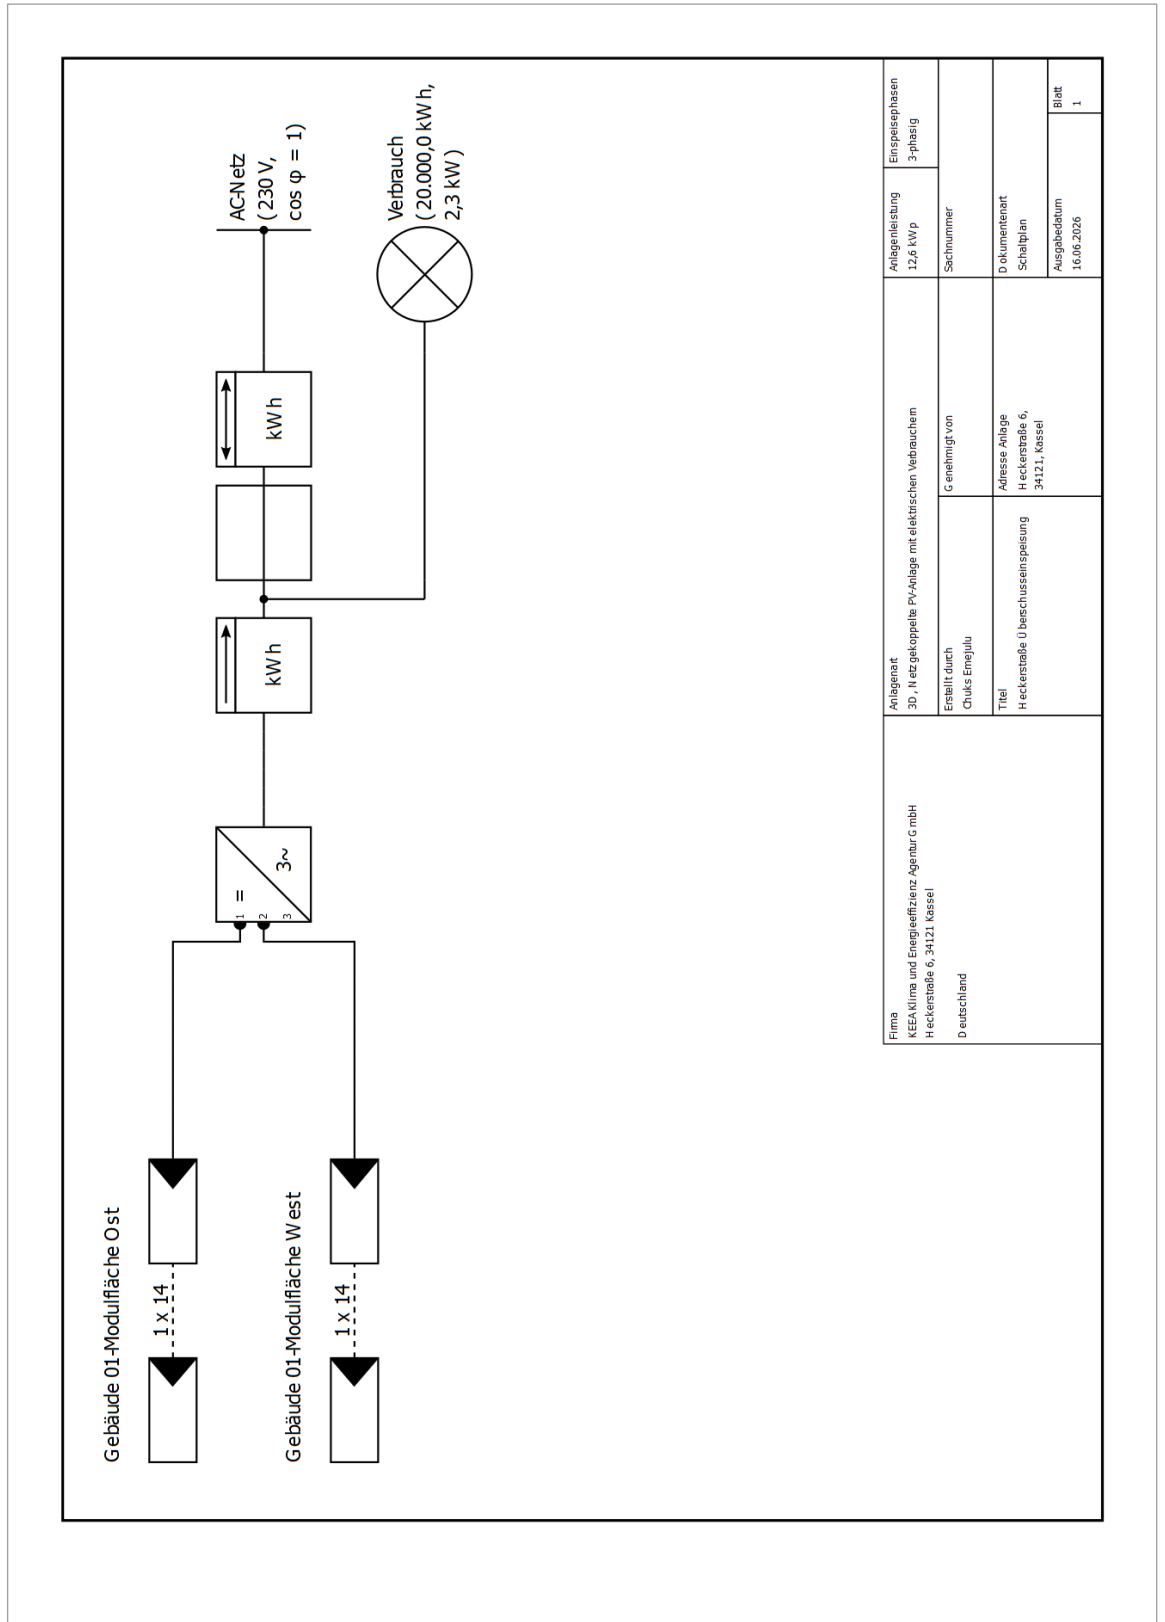 Gebäude 01-Modulfläche Ost
1 x 14
Gebäude 01-Modulfläche West
1 x 14
1
2
3
=
3~
kWh
kWh
AC-Netz
(230 V,
cos φ = 1)
Verbrauch
(20.000,0 kWh,
2,3 kW)
Firma
KEEA Klima und Energieeffizienz Agentur GmbH
Heckerstraße 6, 34121 Kassel
Deutschland
Anlagenart
3D, Netzgekoppelte PV-Anlage mit elektrischen Verbrauchern
Anlagenleistung
12,6 kWp
Einspeisephasen
3-phasig
Erstellt durch
Chuks Emejulu
Genehmigt von
Sachnummer
Titel
Heckerstraße Überschusseinspeisung
Adresse Anlage
Heckerstraße 6,
34121, Kassel
Dokumentenart
Schaltplan
Ausgabedatum
16.06.2026
Blatt
1